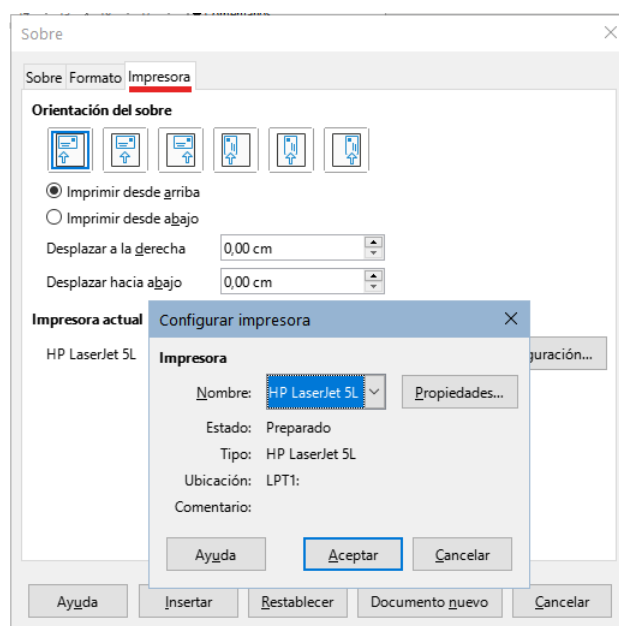 Sobre
Sobre Formato Impresora
Orientación del sobre
Imprimir desde arriba
Imprimir desde abajo
Desplazar a la derecha 0,00 cm
Desplazar hacia abajo 0,00 cm
Impresora actual
HP LaserJet 5L
Configurar impresora
Impresora
Nombre: HP LaserJet 5L Propiedades...
Estado: Preparado
Tipo: HP LaserJet 5L
Ubicación: LPT1:
Comentario:
Ayuda Aceptar Cancelar
Ayuda Insertar Restablecer Documento nuevo Cancelar